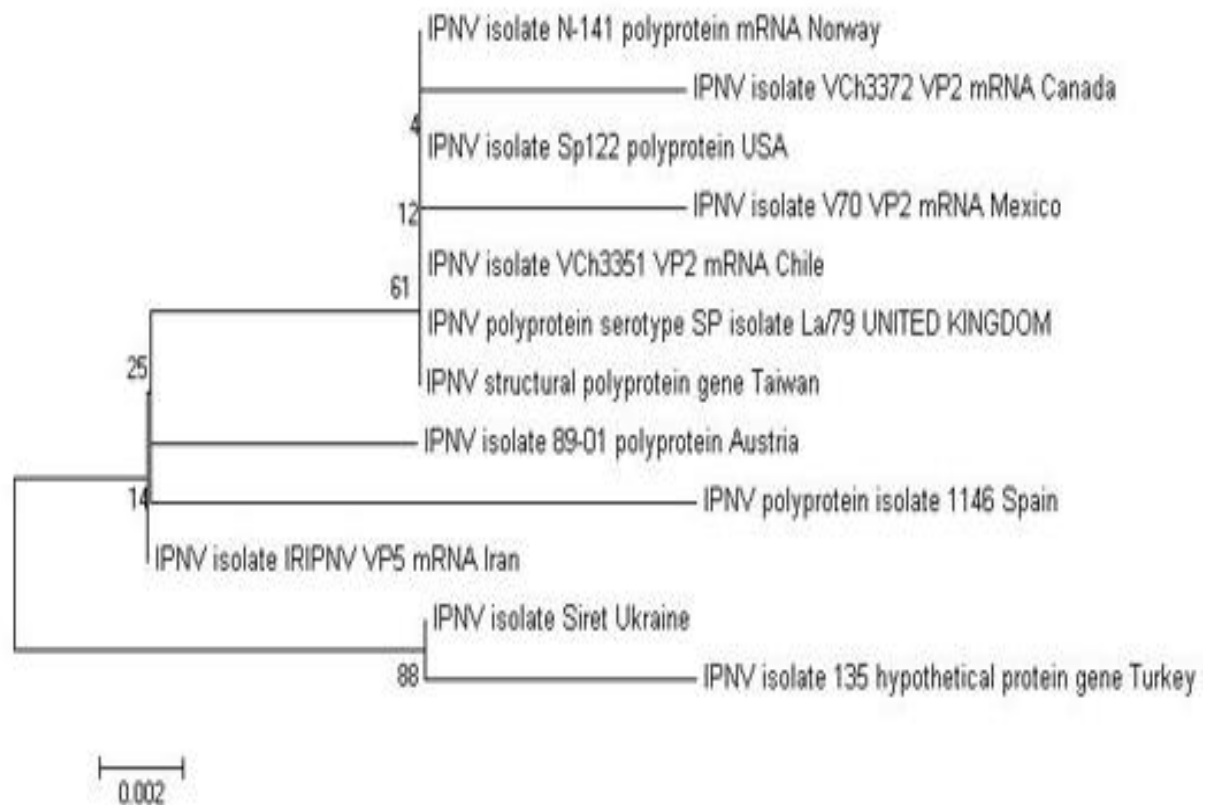 IPNV isolate N-141 polyprotein mRNA Norway
IPNV isolate VCh3372 VP2 mRNA Canada
4
IPNV isolate Sp122 polyprotein USA
12
IPNV isolate V70 VP2 mRNA Mexico
IPNV isolate VCh3351 VP2 mRNA Chile
61
IPNV polyprotein serotype SP isolate La/79 UNITED KINGDOM
25
IPNV structural polyprotein gene Taiwan
IPNV isolate 89-01 polyprotein Austria
14
IPNV polyprotein isolate 1146 Spain
IPNV isolate IRIPNV VP5 mRNA Iran
IPNV isolate Siret Ukraine
88
IPNV isolate 135 hypothetical protein gene Turkey
0.002